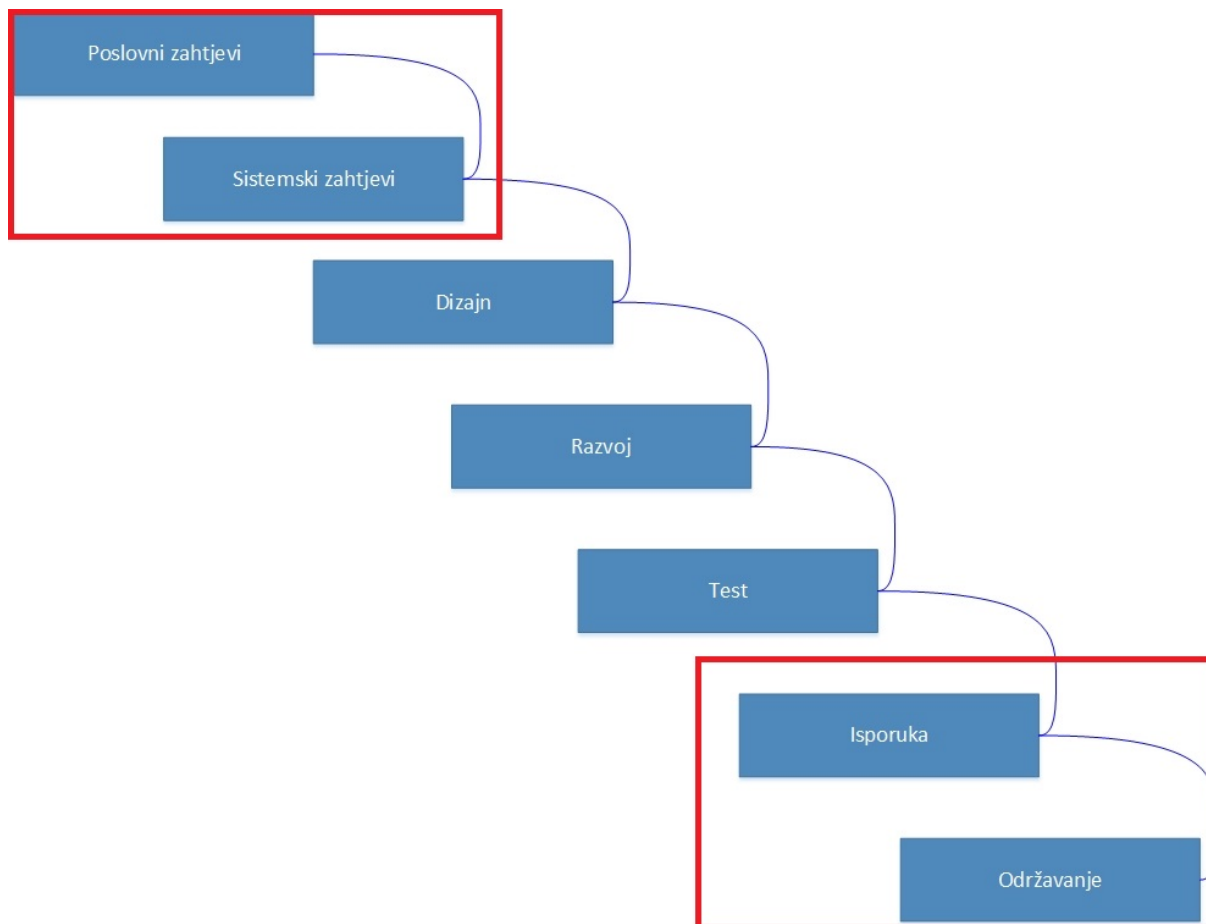 Poslovni zahtjevi
Sistemski zahtjevi
Dizajn
Razvoj
Test
Isporuka
Održavanje